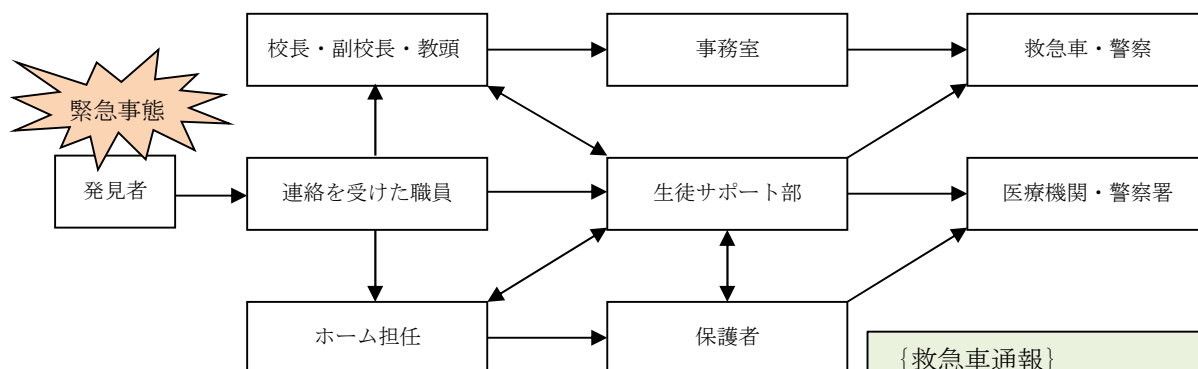 校長・副校長・教頭
事務室
救急車・警察
緊急事態
発見者
連絡を受けた職員
生徒サポート部
医療機関・警察署
ホーム担任
保護者
{救急車通報}